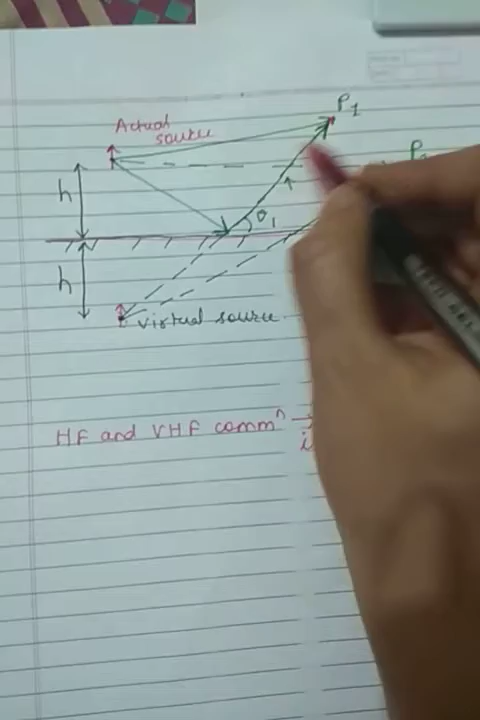 P1
Actual
source
h
θ1
h
virtual source
HF and VHF commⁿ →